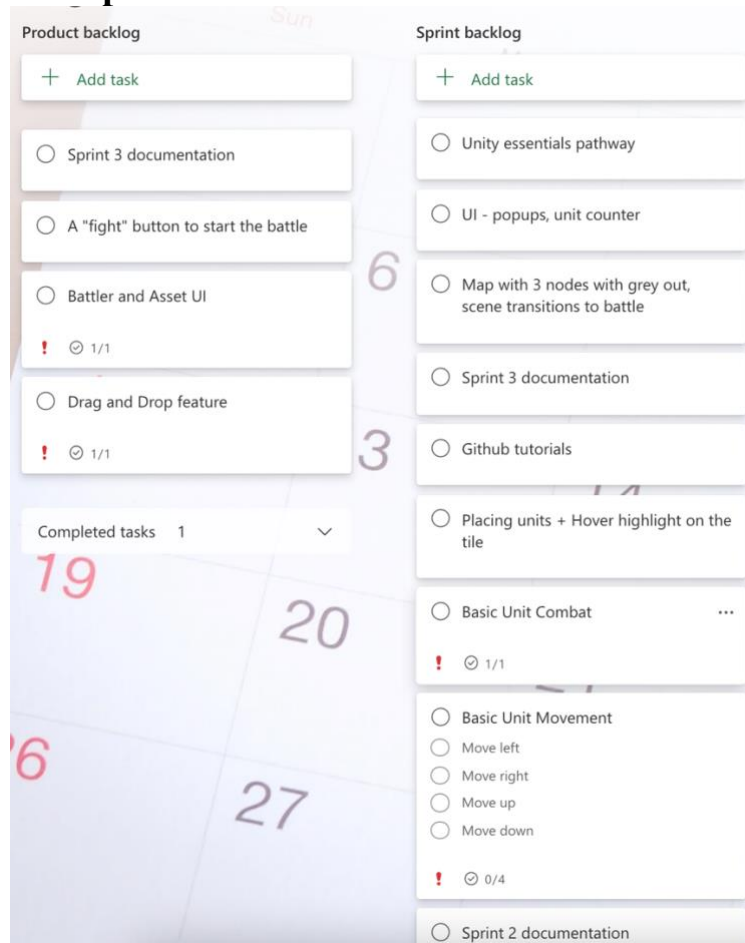 Sun
Product backlog
+ Add task
Sprint 3 documentation
A "fight" button to start the battle
Battler and Asset UI
! 1/1
Drag and Drop feature
! 1/1
Completed tasks 1
6
3
19
20
26
27
Sprint backlog
+ Add task
Unity essentials pathway
UI - popups, unit counter
Map with 3 nodes with grey out,
scene transitions to battle
Sprint 3 documentation
Github tutorials
14
Placing units + Hover highlight on the
tile
Basic Unit Combat
...
! 1/1
21
Basic Unit Movement
Move left
Move right
Move up
Move down
! 0/4
Sprint 2 documentation